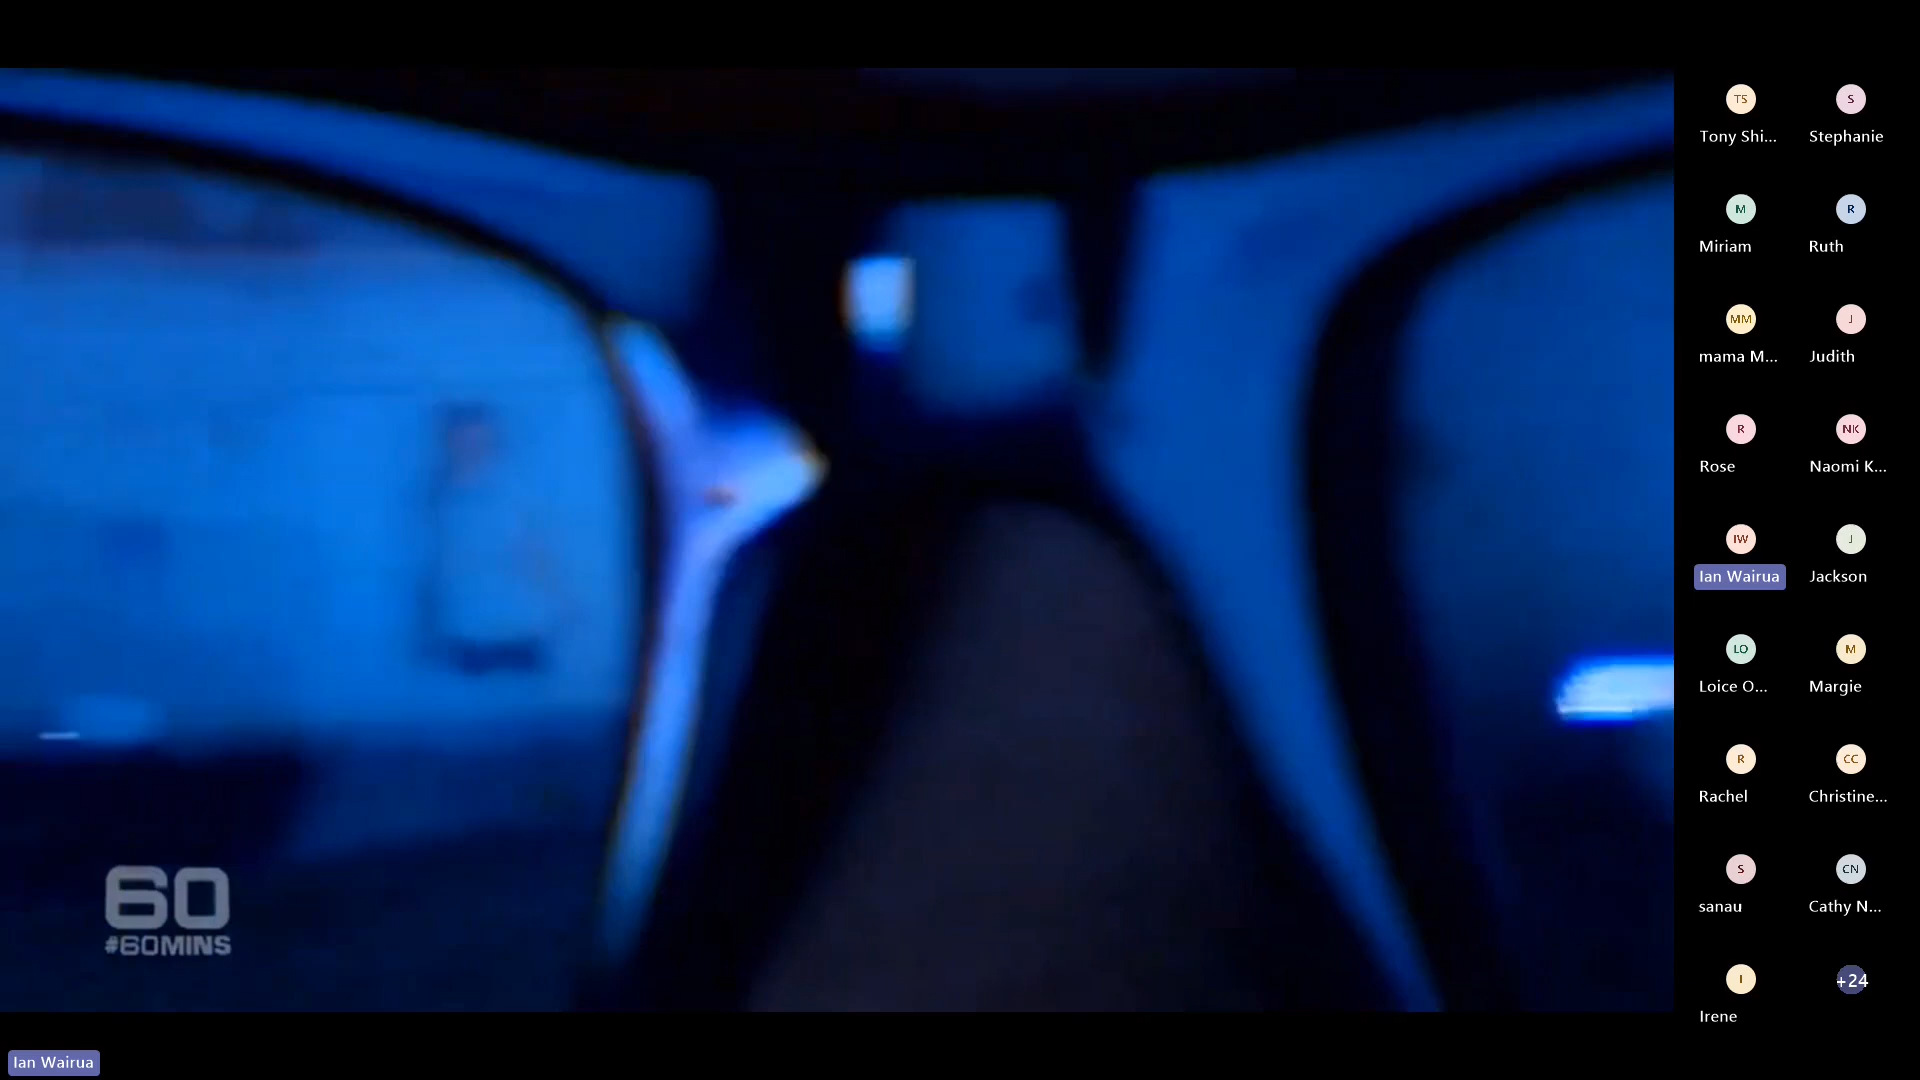 TS
S
Tony Shi...
Stephanie
M
R
Miriam
Ruth
MM
J
mama M...
Judith
R
NK
Rose
Naomi K...
IW
J
Ian Wairua
Jackson
LO
M
Loice O...
Margie
R
CC
Rachel
Christine...
S
CN
sanau
Cathy N...
I
+24
Irene
60
#60MINS
Ian Wairua